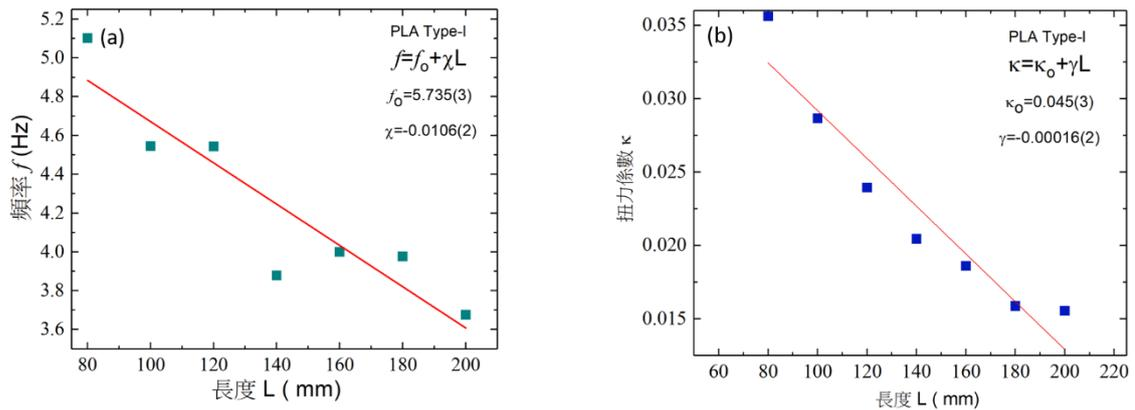 (a)
PLA Type-I
f=fo+χL
fo=5.735(3)
χ=-0.0106(2)
5.2
5.0
4.8
4.6
4.4
4.2
4.0
3.8
3.6
頻率 f (Hz)
80 100 120 140 160 180 200
長度 L ( mm)
(b)
PLA Type-I
κ=κo+γL
κo=0.045(3)
γ=-0.00016(2)
0.035
0.030
0.025
0.020
0.015
扭力係數 κ
60 80 100 120 140 160 180 200 220
長度 L ( mm)